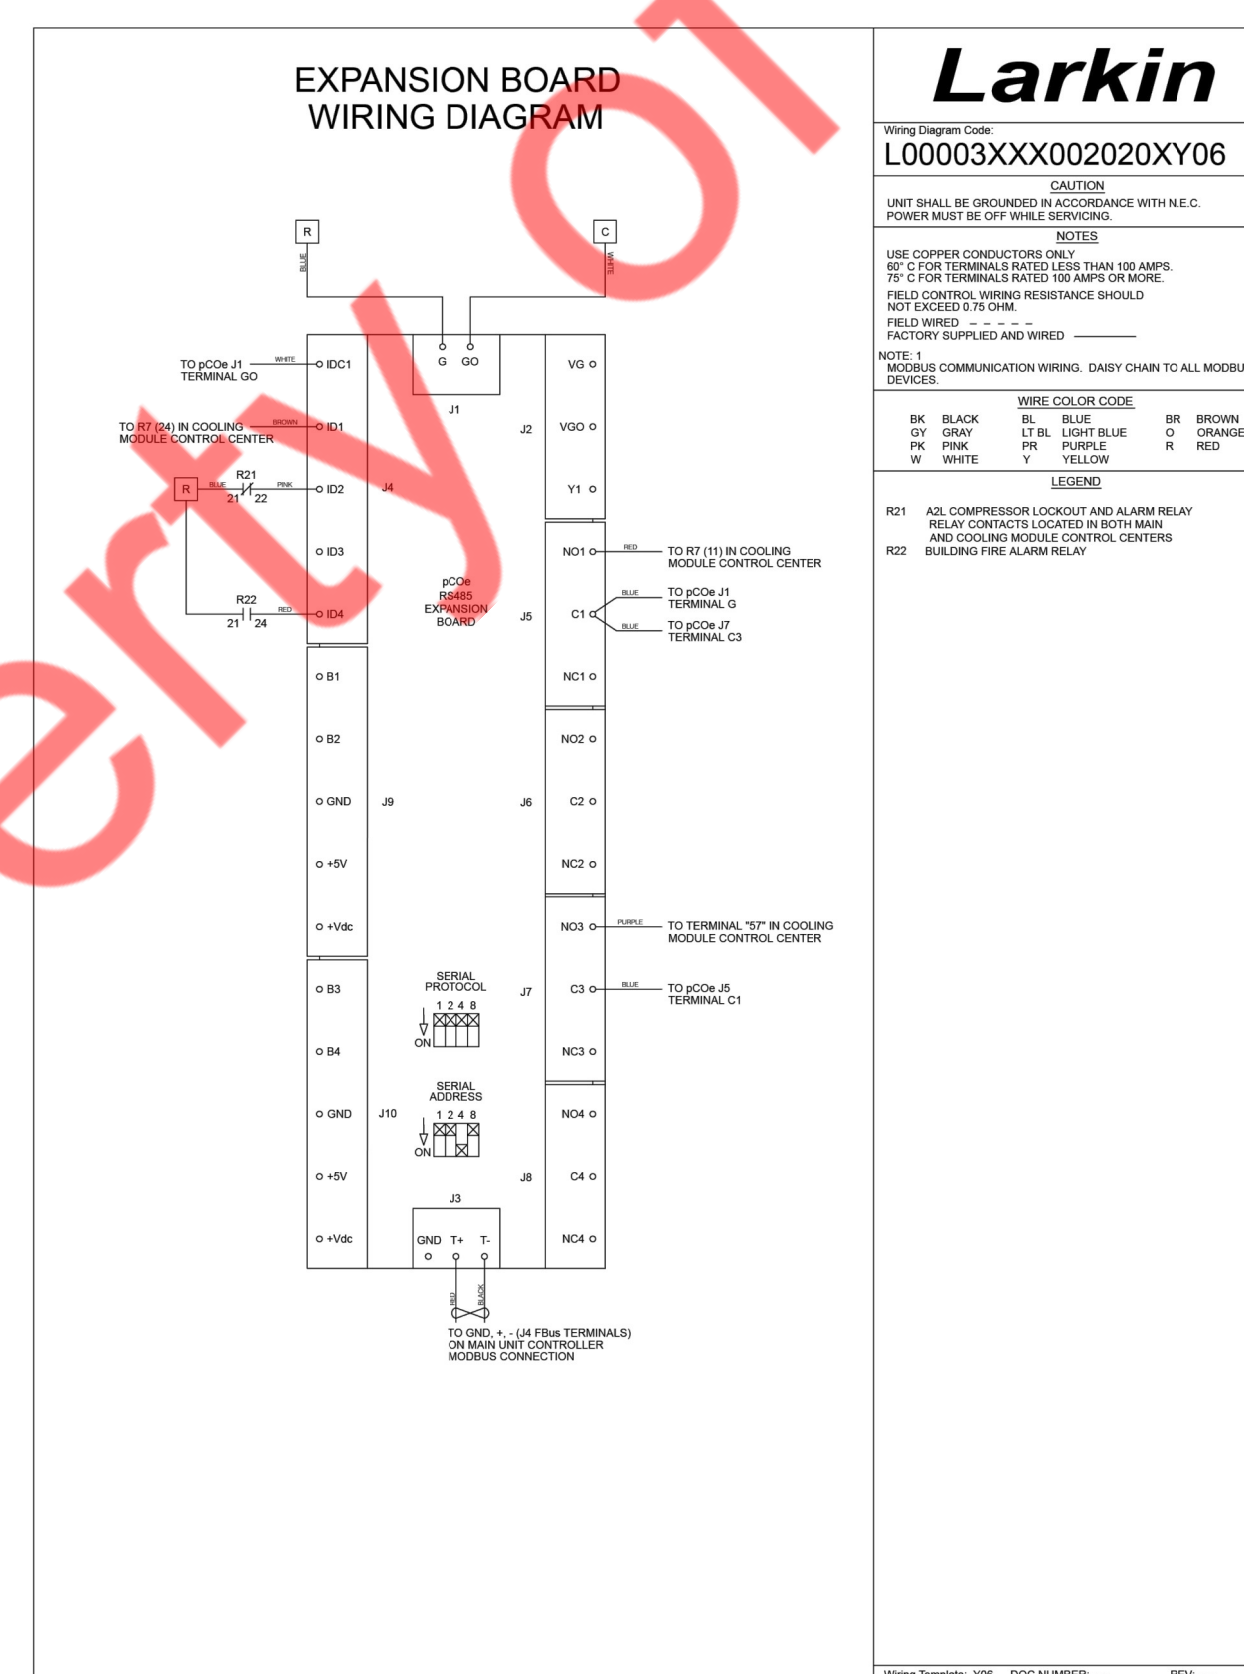 EXPANSION BOARD
WIRING DIAGRAM
R
C
BLUE
WHITE
G GO
J1
TO pCOe J1
TERMINAL GO
WHITE
IDC1
TO R7 (24) IN COOLING
MODULE CONTROL CENTER
BROWN
ID1
R
BLUE
R21
21 22
PINK
ID2
J4
ID3
R22
21 24
RED
ID4
pCOe
RS485
EXPANSION
BOARD
B1
B2
GND
J9
+5V
+Vdc
B3
B4
GND
J10
+5V
+Vdc
VG
J2
VGO
Y1
NO1
RED
TO R7 (11) IN COOLING
MODULE CONTROL CENTER
J5
C1
BLUE
TO pCOe J1
TERMINAL G
BLUE
TO pCOe J7
TERMINAL C3
NC1
NO2
J6
C2
NC2
NO3
PURPLE
TO TERMINAL "57" IN COOLING
MODULE CONTROL CENTER
J7
C3
BLUE
TO pCOe J5
TERMINAL C1
NC3
NO4
J8
C4
NC4
SERIAL
PROTOCOL
1 2 4 8
ON
SERIAL
ADDRESS
1 2 4 8
ON
J3
GND T+ T-
RED
BLACK
TO GND, +, - (J4 FBus TERMINALS)
ON MAIN UNIT CONTROLLER
MODBUS CONNECTION
Larkin
Wiring Diagram Code:
L00003XXX002020XY06
CAUTION
UNIT SHALL BE GROUNDED IN ACCORDANCE WITH N.E.C.
POWER MUST BE OFF WHILE SERVICING.
NOTES
USE COPPER CONDUCTORS ONLY
60° C FOR TERMINALS RATED LESS THAN 100 AMPS.
75° C FOR TERMINALS RATED 100 AMPS OR MORE.
FIELD CONTROL WIRING RESISTANCE SHOULD
NOT EXCEED 0.75 OHM.
FIELD WIRED
FACTORY SUPPLIED AND WIRED
NOTE: 1
MODBUS COMMUNICATION WIRING. DAISY CHAIN TO ALL MODBU
DEVICES.
WIRE COLOR CODE
BK BLACK BL BLUE BR BROWN
GY GRAY LT BL LIGHT BLUE O ORANGE
PK PINK PR PURPLE R RED
W WHITE Y YELLOW
LEGEND
R21 A2L COMPRESSOR LOCKOUT AND ALARM RELAY
RELAY CONTACTS LOCATED IN BOTH MAIN
AND COOLING MODULE CONTROL CENTERS
R22 BUILDING FIRE ALARM RELAY
Wiring Template: Y06 DOC NUMBER: REV:
erty of